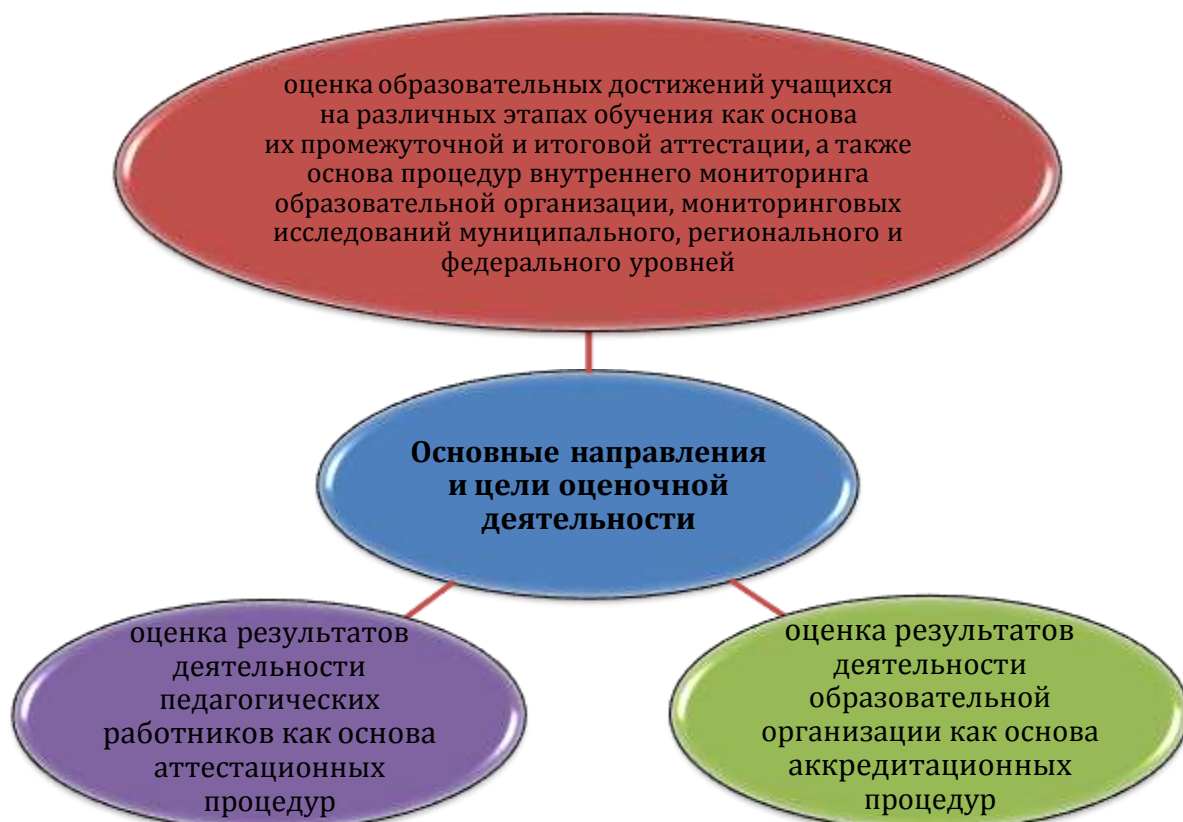 оценка образовательных достижений учащихся
на различных этапах обучения как основа
их промежуточной и итоговой аттестации, а также
основа процедур внутреннего мониторинга
образовательной организации, мониторинговых
исследований муниципального, регионального и
федерального уровней
Основные направления
и цели оценочной
деятельности
оценка результатов
деятельности
педагогических
работников как основа
аттестационных
процедур
оценка результатов
деятельности
образовательной
организации как основа
аккредитационных
процедур